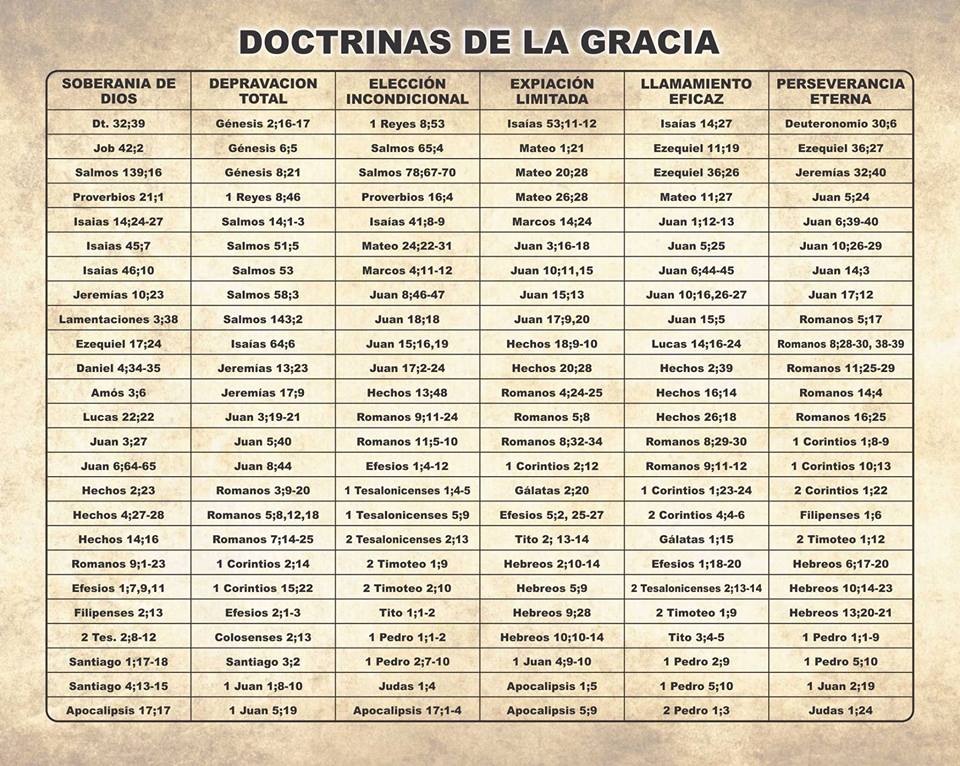 DOCTRINAS DE LA GRACIA
SOBERANIA DE DIOS DEPRAVACION TOTAL ELECCIÓN INCONDICIONAL EXPIACIÓN LIMITADA LLAMAMIENTO EFICAZ PERSEVERANCIA ETERNA
Dt. 32;39 Génesis 2;16-17 1 Reyes 8;53 Isaías 53;11-12 Isaías 14;27 Deuteronomio 30;6
Job 42;2 Génesis 6;5 Salmos 65;4 Mateo 1;21 Ezequiel 11;19 Ezequiel 36;27
Salmos 139;16 Génesis 8;21 Salmos 78;67-70 Mateo 20;28 Ezequiel 36;26 Jeremías 32;40
Proverbios 21;1 1 Reyes 8;46 Proverbios 16;4 Mateo 26;28 Mateo 11;27 Juan 5;24
Isaias 14;24-27 Salmos 14;1-3 Isaías 41;8-9 Marcos 14;24 Juan 1;12-13 Juan 6;39-40
Isaias 45;7 Salmos 51;5 Mateo 24;22-31 Juan 3;16-18 Juan 5;25 Juan 10;26-29
Isaias 46;10 Salmos 53 Marcos 4;11-12 Juan 10;11,15 Juan 6;44-45 Juan 14;3
Jeremías 10;23 Salmos 58;3 Juan 8;46-47 Juan 15;13 Juan 10;16,26-27 Juan 17;12
Lamentaciones 3;38 Salmos 143;2 Juan 18;18 Juan 17;9,20 Juan 15;5 Romanos 5;17
Ezequiel 17;24 Isaías 64;6 Juan 15;16,19 Hechos 18;9-10 Lucas 14;16-24 Romanos 8;28-30, 38-39
Daniel 4;34-35 Jeremías 13;23 Juan 17;2-24 Hechos 20;28 Hechos 2;39 Romanos 11;25-29
Amós 3;6 Jeremías 17;9 Hechos 13;48 Romanos 4;24-25 Hechos 16;14 Romanos 14;4
Lucas 22;22 Juan 3;19-21 Romanos 9;11-24 Romanos 5;8 Hechos 26;18 Romanos 16;25
Juan 3;27 Juan 5;40 Romanos 11;5-10 Romanos 8;32-34 Romanos 8;29-30 1 Corintios 1;8-9
Juan 6;64-65 Juan 8;44 Efesios 1;4-12 1 Corintios 2;12 Romanos 9;11-12 1 Corintios 10;13
Hechos 2;23 Romanos 3;9-20 1 Tesalonicenses 1;4-5 Gálatas 2;20 1 Corintios 1;23-24 2 Corintios 1;22
Hechos 4;27-28 Romanos 5;8,12,18 1 Tesalonicenses 5;9 Efesios 5;2, 25-27 2 Corintios 4;4-6 Filipenses 1;6
Hechos 14;16 Romanos 7;14-25 2 Tesalonicenses 2;13 Tito 2; 13-14 Gálatas 1;15 2 Timoteo 1;12
Romanos 9;1-23 1 Corintios 2;14 2 Timoteo 1;9 Hebreos 2;10-14 Efesios 1;18-20 Hebreos 6;17-20
Efesios 1;7,9,11 1 Corintios 15;22 2 Timoteo 2;10 Hebreos 5;9 2 Tesalonicenses 2;13-14 Hebreos 10;14-23
Filipenses 2;13 Efesios 2;1-3 Tito 1;1-2 Hebreos 9;28 2 Timoteo 1;9 Hebreos 13;20-21
2 Tes. 2;8-12 Colosenses 2;13 1 Pedro 1;1-2 Hebreos 10;10-14 Tito 3;4-5 1 Pedro 1;1-9
Santiago 1;17-18 Santiago 3;2 1 Pedro 2;7-10 1 Juan 4;9-10 1 Pedro 2;9 1 Pedro 5;10
Santiago 4;13-15 1 Juan 1;8-10 Judas 1;4 Apocalipsis 1;5 1 Pedro 5;10 1 Juan 2;19
Apocalipsis 17;17 1 Juan 5;19 Apocalipsis 17;1-4 Apocalipsis 5;9 2 Pedro 1;3 Judas 1;24